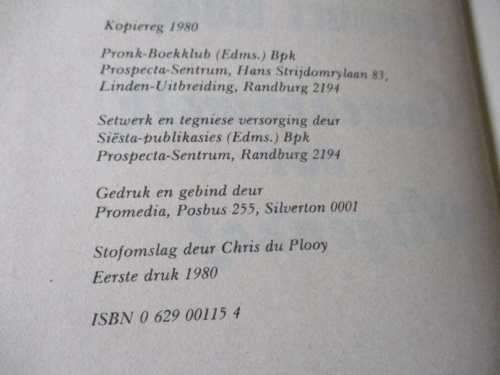 Kopiereg 1980
Pronk-Boekklub (Edms.) Bpk
Prospecta-Sentrum, Hans Strijdomrylaan 83,
Linden-Uitbreiding, Randburg 2194
Setwerk en tegniese versorging deur
Siësta-publikasies (Edms.) Bpk
Prospecta-Sentrum, Randburg 2194
Gedruk en gebind deur
Promedia, Posbus 255, Silverton 0001
Stofomslag deur Chris du Plooy
Eerste druk 1980
ISBN 0 629 00115 4